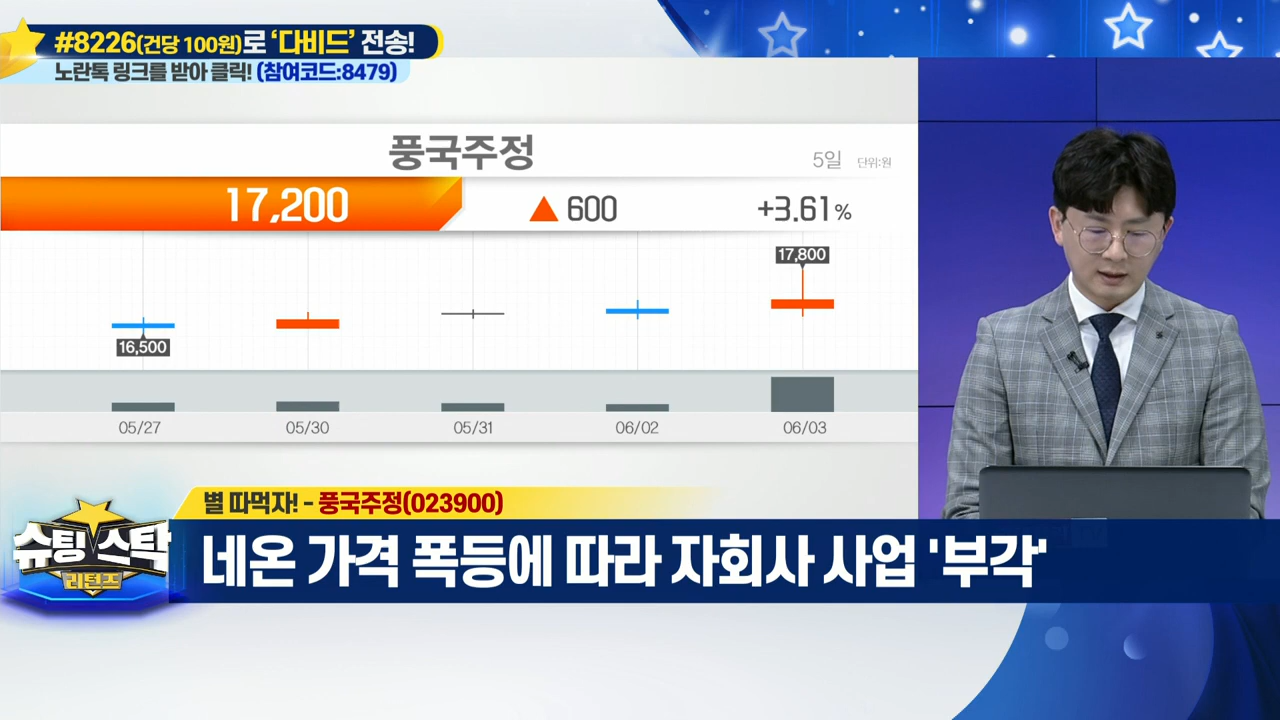 #8226(건당 100원)로 '다비드' 전송!
노란톡 링크를 받아 클릭! (참여코드:8479)
풍국주정
5일 단위:원
17,200 ▲ 600 +3.61%
17,800
16,500
05/27 05/30 05/31 06/02 06/03
별 따먹자! - 풍국주정(023900)
슈팅스탁
리턴즈
네온 가격 폭등에 따라 자회사 사업 '부각'